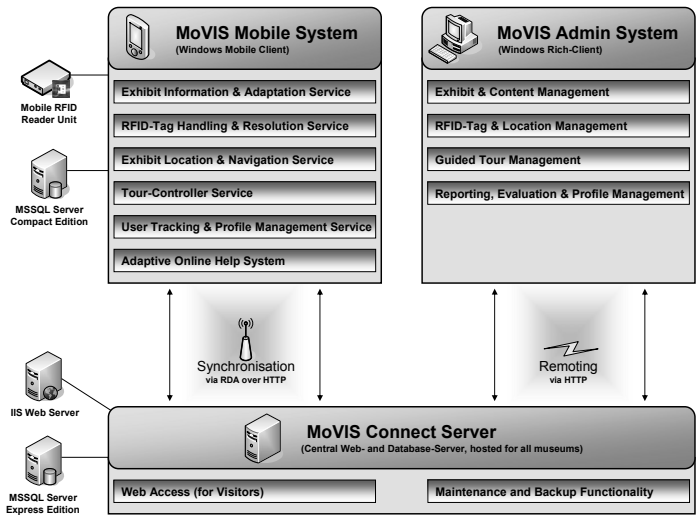 MoVIS Mobile System
(Windows Mobile Client)
Mobile RFID
Reader Unit
MSSQL Server
Compact Edition
Exhibit Information & Adaptation Service
RFID-Tag Handling & Resolution Service
Exhibit Location & Navigation Service
Tour-Controller Service
User Tracking & Profile Management Service
Adaptive Online Help System
MoVIS Admin System
(Windows Rich-Client)
Exhibit & Content Management
RFID-Tag & Location Management
Guided Tour Management
Reporting, Evaluation & Profile Management
Synchronisation
via RDA over HTTP
Remoting
via HTTP
IIS Web Server
MSSQL Server
Express Edition
MoVIS Connect Server
(Central Web- and Database-Server, hosted for all museums)
Web Access (for Visitors)
Maintenance and Backup Functionality